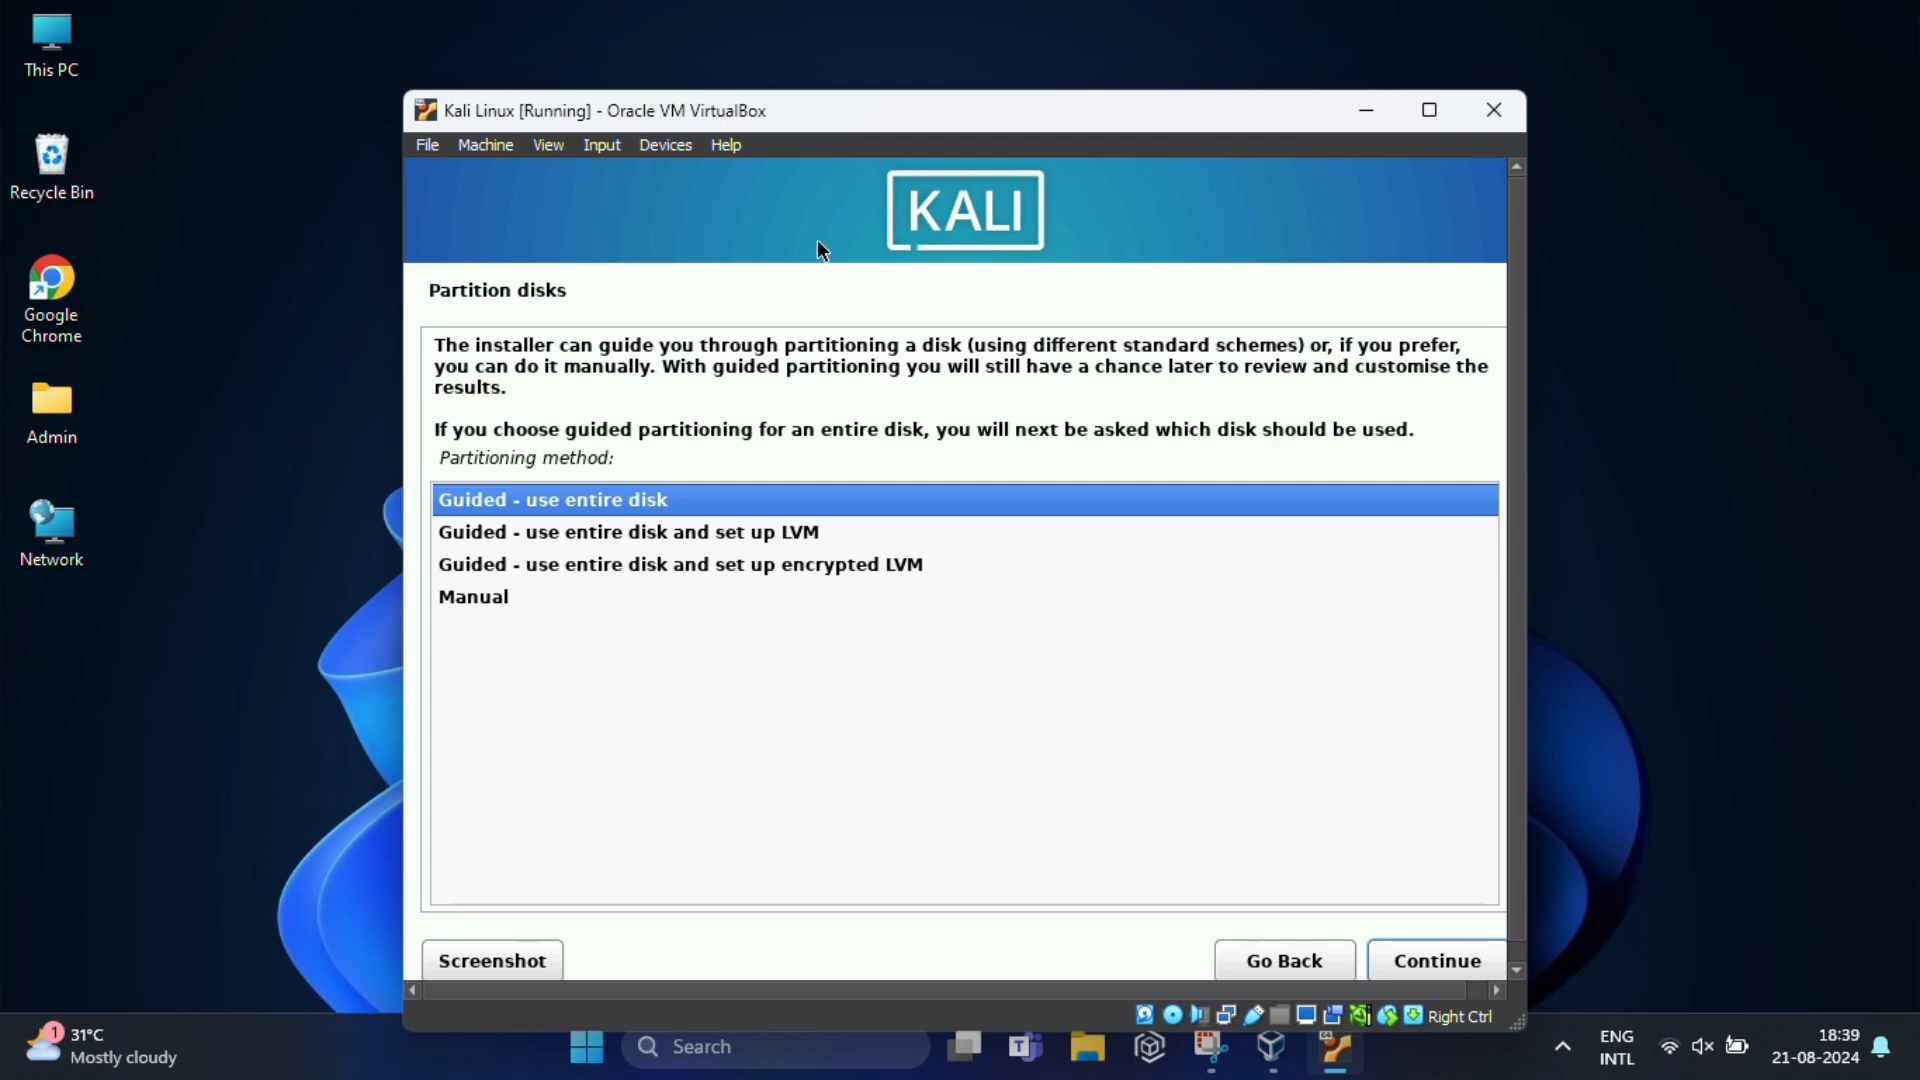 This PC
Recycle Bin
Google
Chrome
Admin
Network
Kali Linux [Running] - Oracle VM VirtualBox
File Machine View Input Devices Help
KALI
Partition disks
The installer can guide you through partitioning a disk (using different standard schemes) or, if you prefer,
you can do it manually. With guided partitioning you will still have a chance later to review and customise the
results.
If you choose guided partitioning for an entire disk, you will next be asked which disk should be used.
Partitioning method:
Guided - use entire disk
Guided - use entire disk and set up LVM
Guided - use entire disk and set up encrypted LVM
Manual
Screenshot
Go Back
Continue
Right Ctrl
1
31°C
Mostly cloudy
Search
ENG
INTL
18:39
21-08-2024